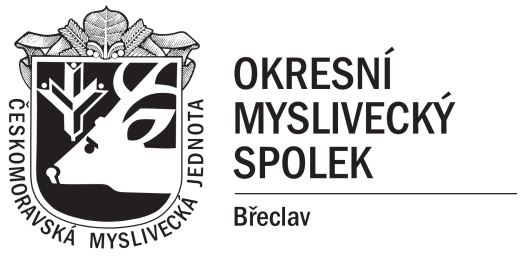 ČESKOMORAVSKÁ MYSLIVECKÁ JEDNOTA
OKRESNÍ
MYSLIVECKÝ
SPOLEK
Břeclav